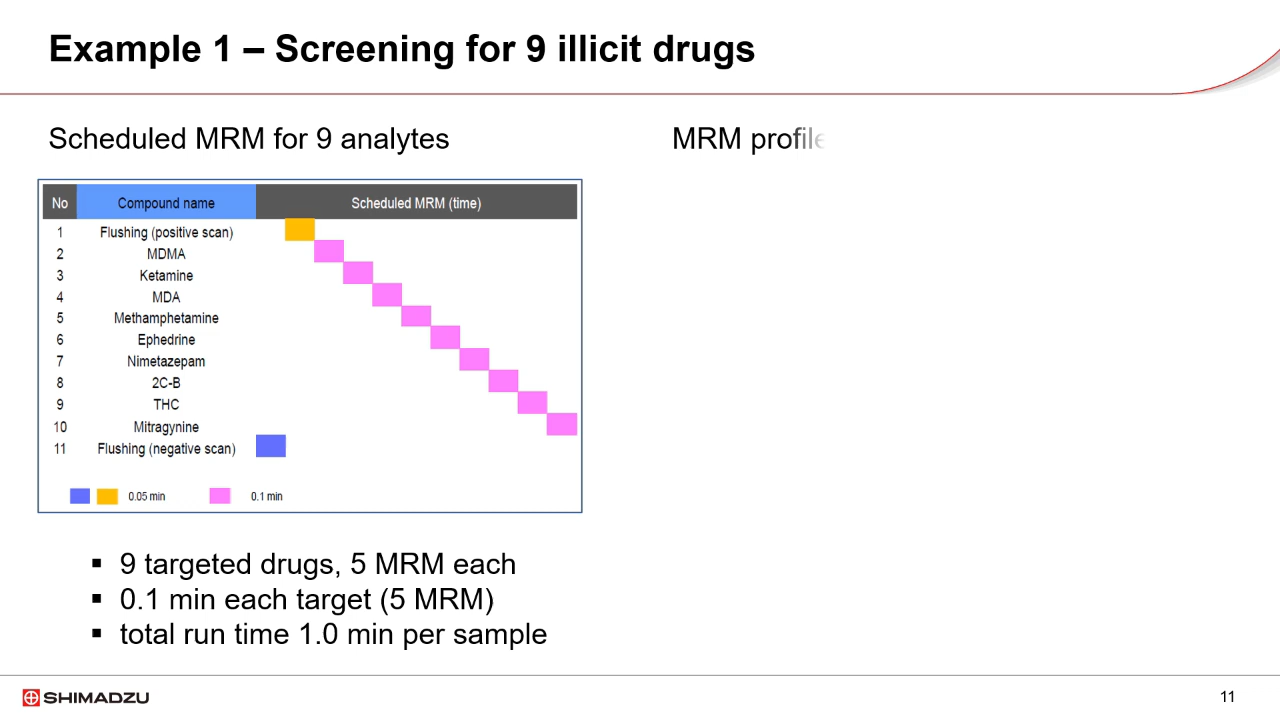 Example 1 – Screening for 9 illicit drugs
Scheduled MRM for 9 analytes
MRM profile
No Compound name Scheduled MRM (time)
1 Flushing (positive scan)
2 MDMA
3 Ketamine
4 MDA
5 Methamphetamine
6 Ephedrine
7 Nimetazepam
8 2C-B
9 THC
10 Mitragynine
11 Flushing (negative scan)
0.05 min 0.1 min
▪ 9 targeted drugs, 5 MRM each
▪ 0.1 min each target (5 MRM)
▪ total run time 1.0 min per sample
SHIMADZU
11